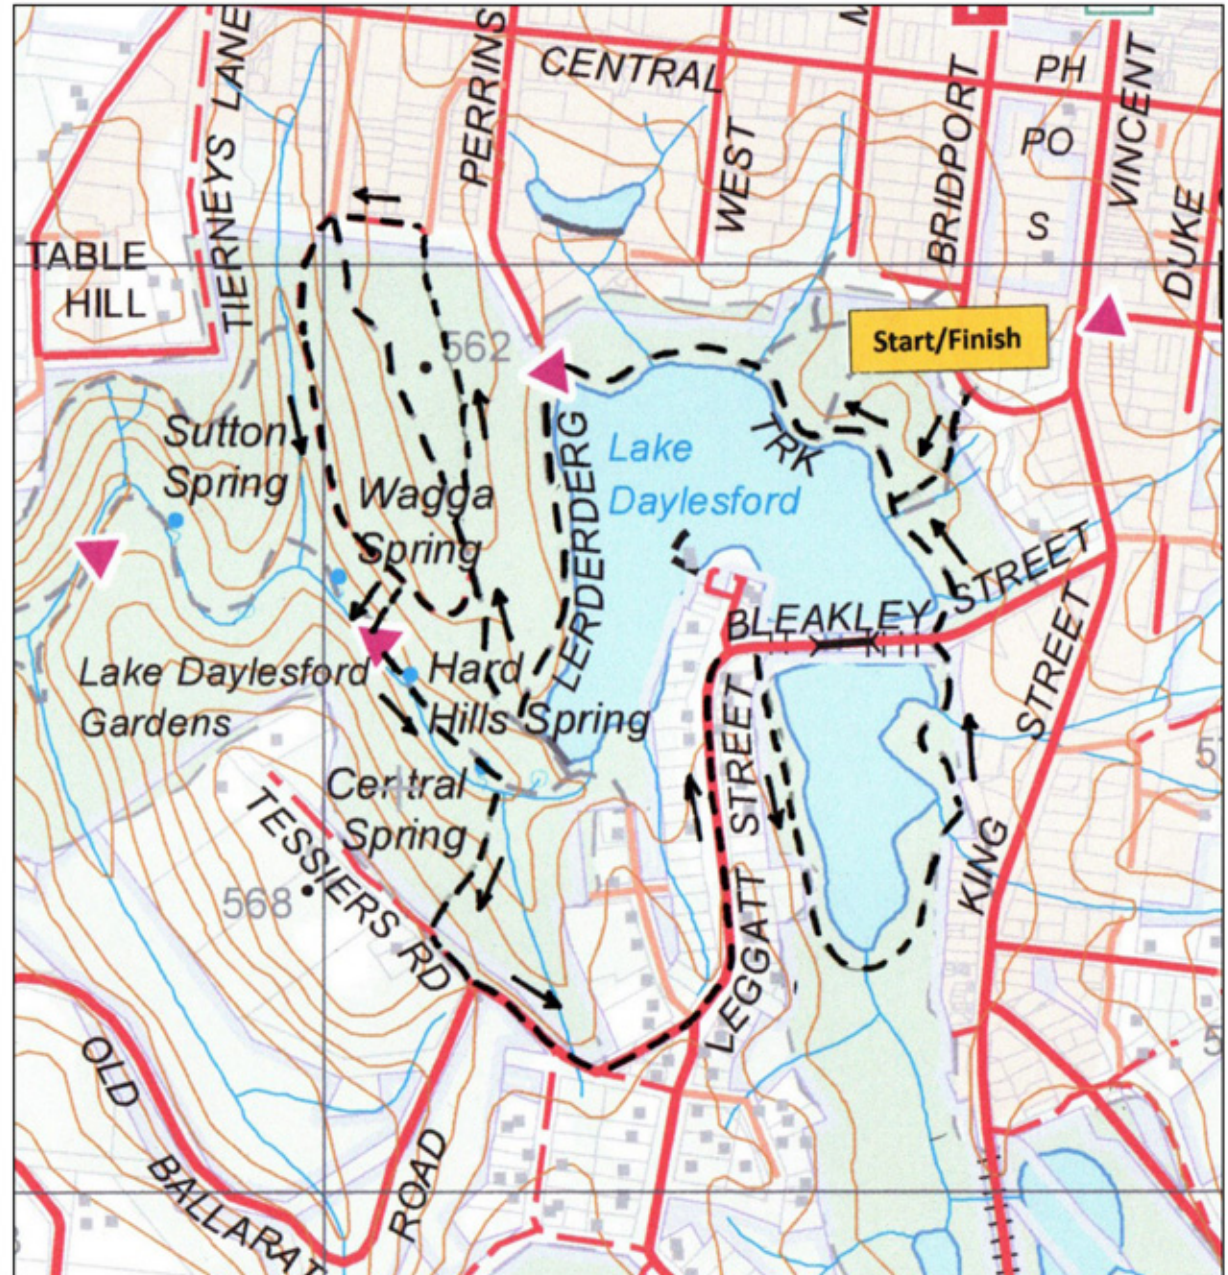 TIERNEYS LANE
PERRINS
CENTRAL
WEST
M
BRIDPORT
PH
PO
S
VINCENT
DUKE
TABLE
HILL
562
Start/Finish
Sutton
Spring
Wagga
Spring
LERDERDERG
Lake
Daylesford
TRK
BLEAKLEY STREET
Lake Daylesford
Gardens
Hard
Hills Spring
Central
Spring
TESSIERS RD
568
LEGGATT STREET
KING STREET
OLD BALLARAT ROAD